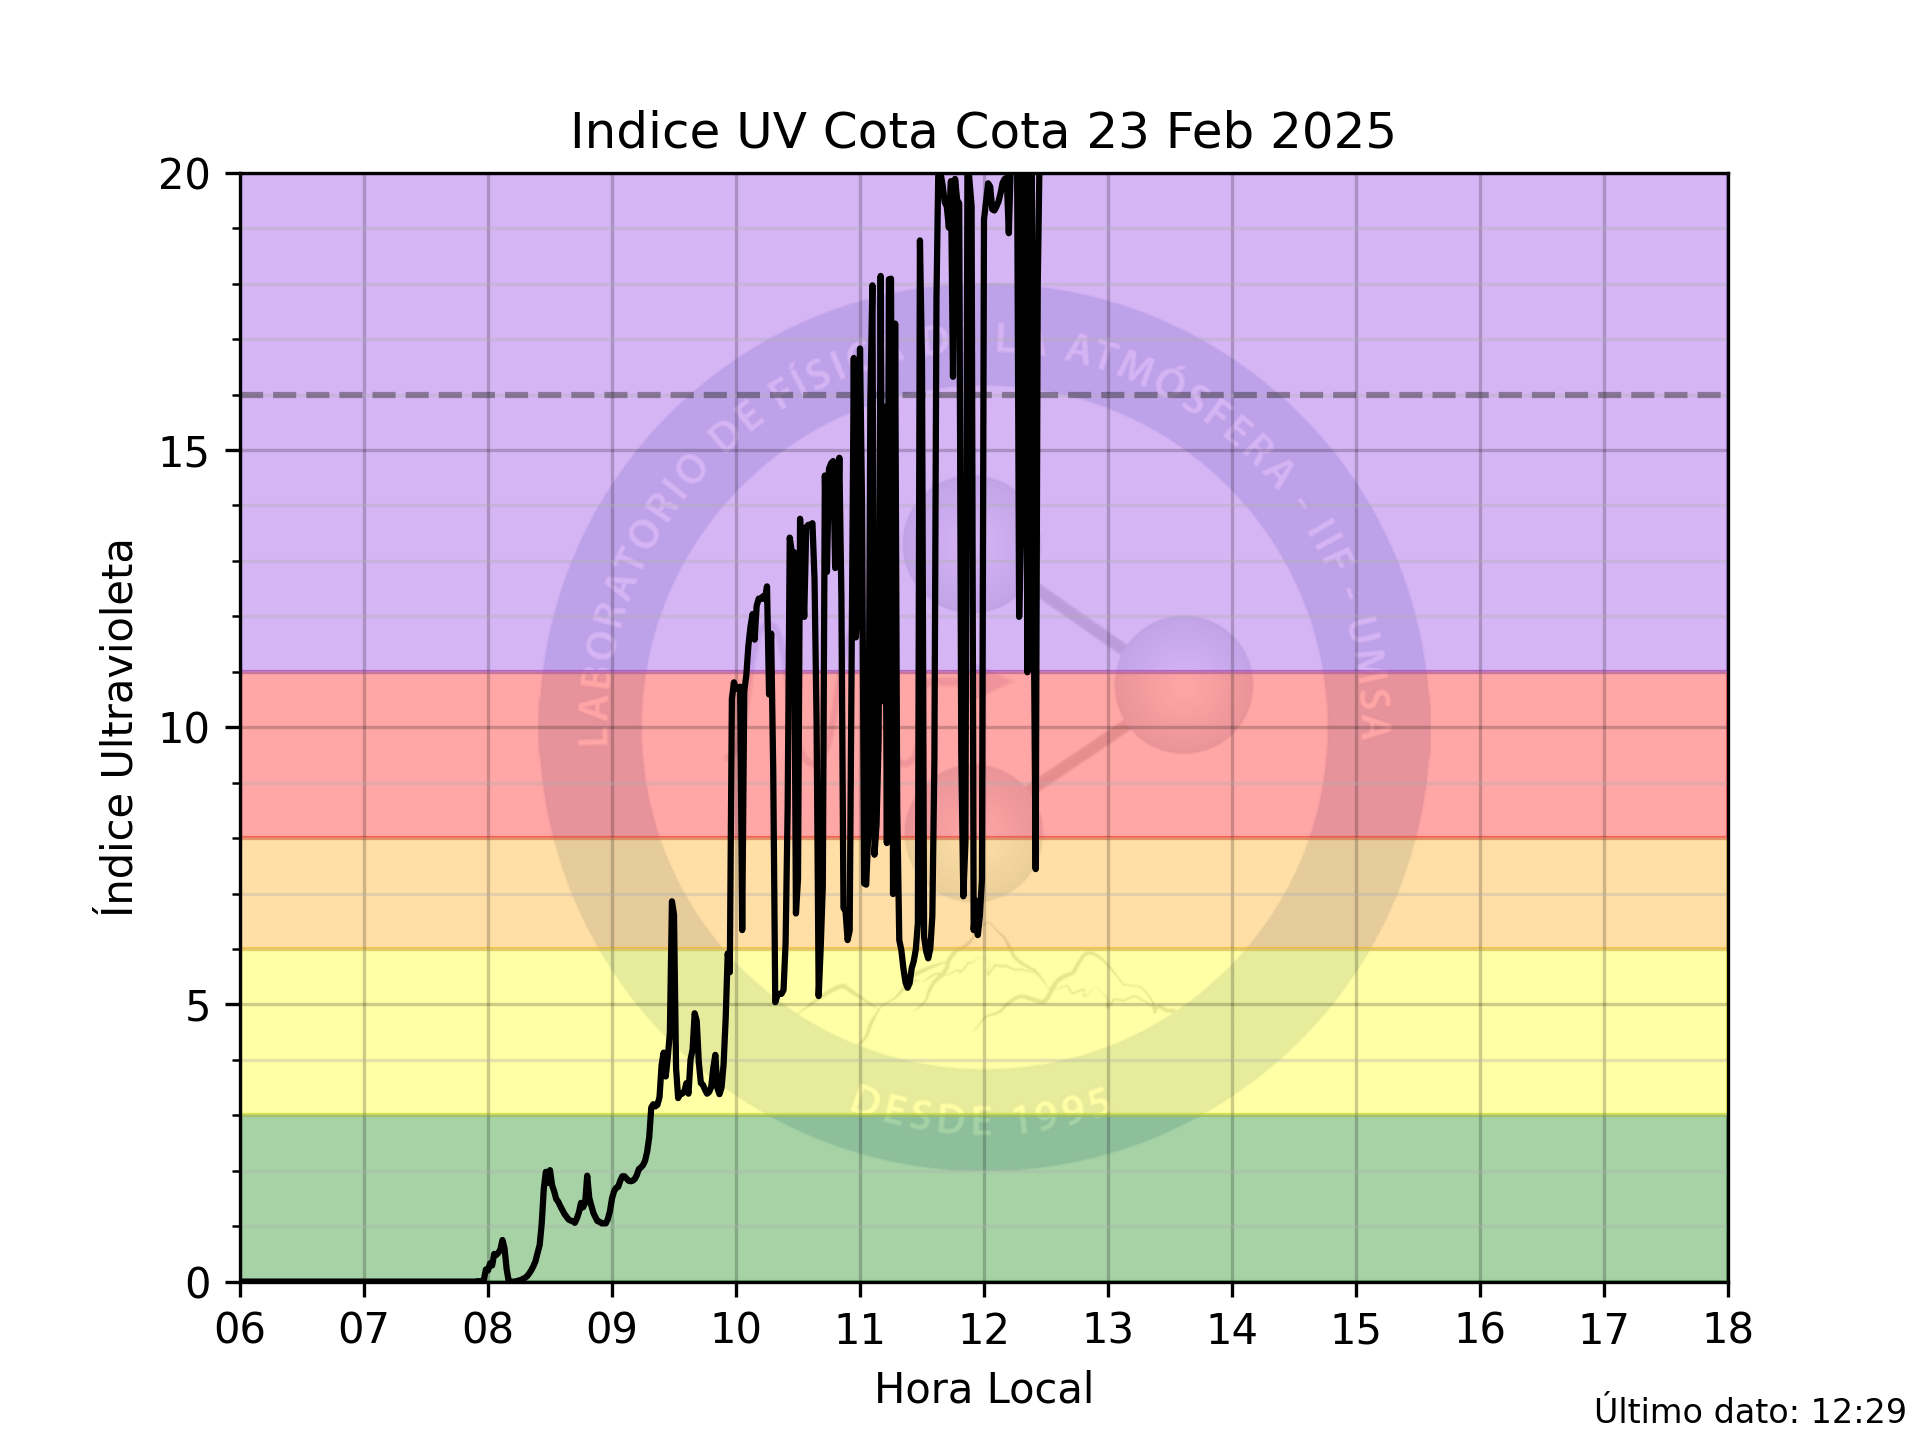 Indice UV Cota Cota 23 Feb 2025
20
15
10
5
0
Índice Ultravioleta
LABORATORIO DE FÍSICA DE LA ATMÓSFERA - IIF - UMSA
DESDE 1995
06 07 08 09 10 11 12 13 14 15 16 17 18
Hora Local
Último dato: 12:29